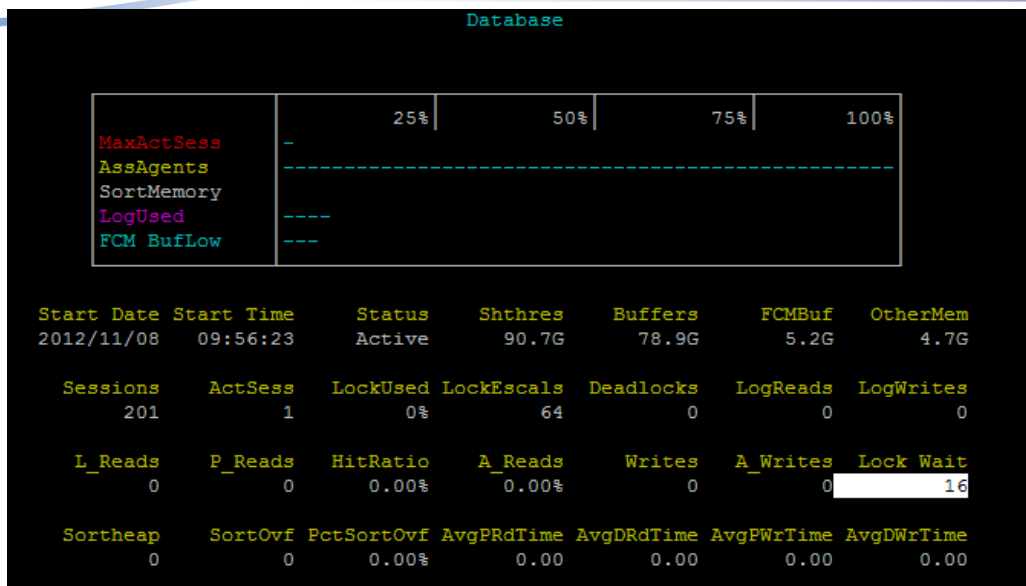 Database
25% 50% 75% 100%
MaxActSess
AssAgents
SortMemory
LogUsed
FCM BufLow
Start Date Start Time Status Shthres Buffers FCMBuf OtherMem
2012/11/08 09:56:23 Active 90.7G 78.9G 5.2G 4.7G
Sessions ActSess LockUsed LockEscals Deadlocks LogReads LogWrites
201 1 0% 64 0 0 0
L_Reads P_Reads HitRatio A_Reads Writes A_Writes Lock Wait
0 0 0.00% 0.00% 0 0 16
Sortheap SortOvf PctSortOvf AvgPRdTime AvgDRdTime AvgPWrTime AvgDWrTime
0 0 0.00% 0.00 0.00 0.00 0.00